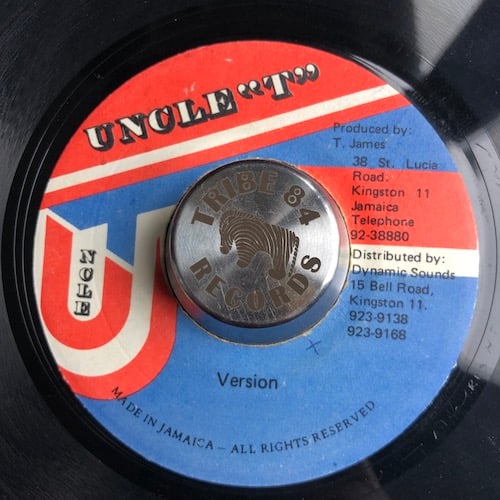 UNCLE "T"
Produced by:
T. James
38 St. Lucia
Road.
Kingston 11
Jamaica
Telephone
92-38880
Distributed by:
Dynamic Sounds
15 Bell Road,
Kingston 11.
923-9138
923-9168
TRIBE 84
RECORDS
U
NCLE
Version
MADE IN JAMAICA – ALL RIGHTS RESERVED